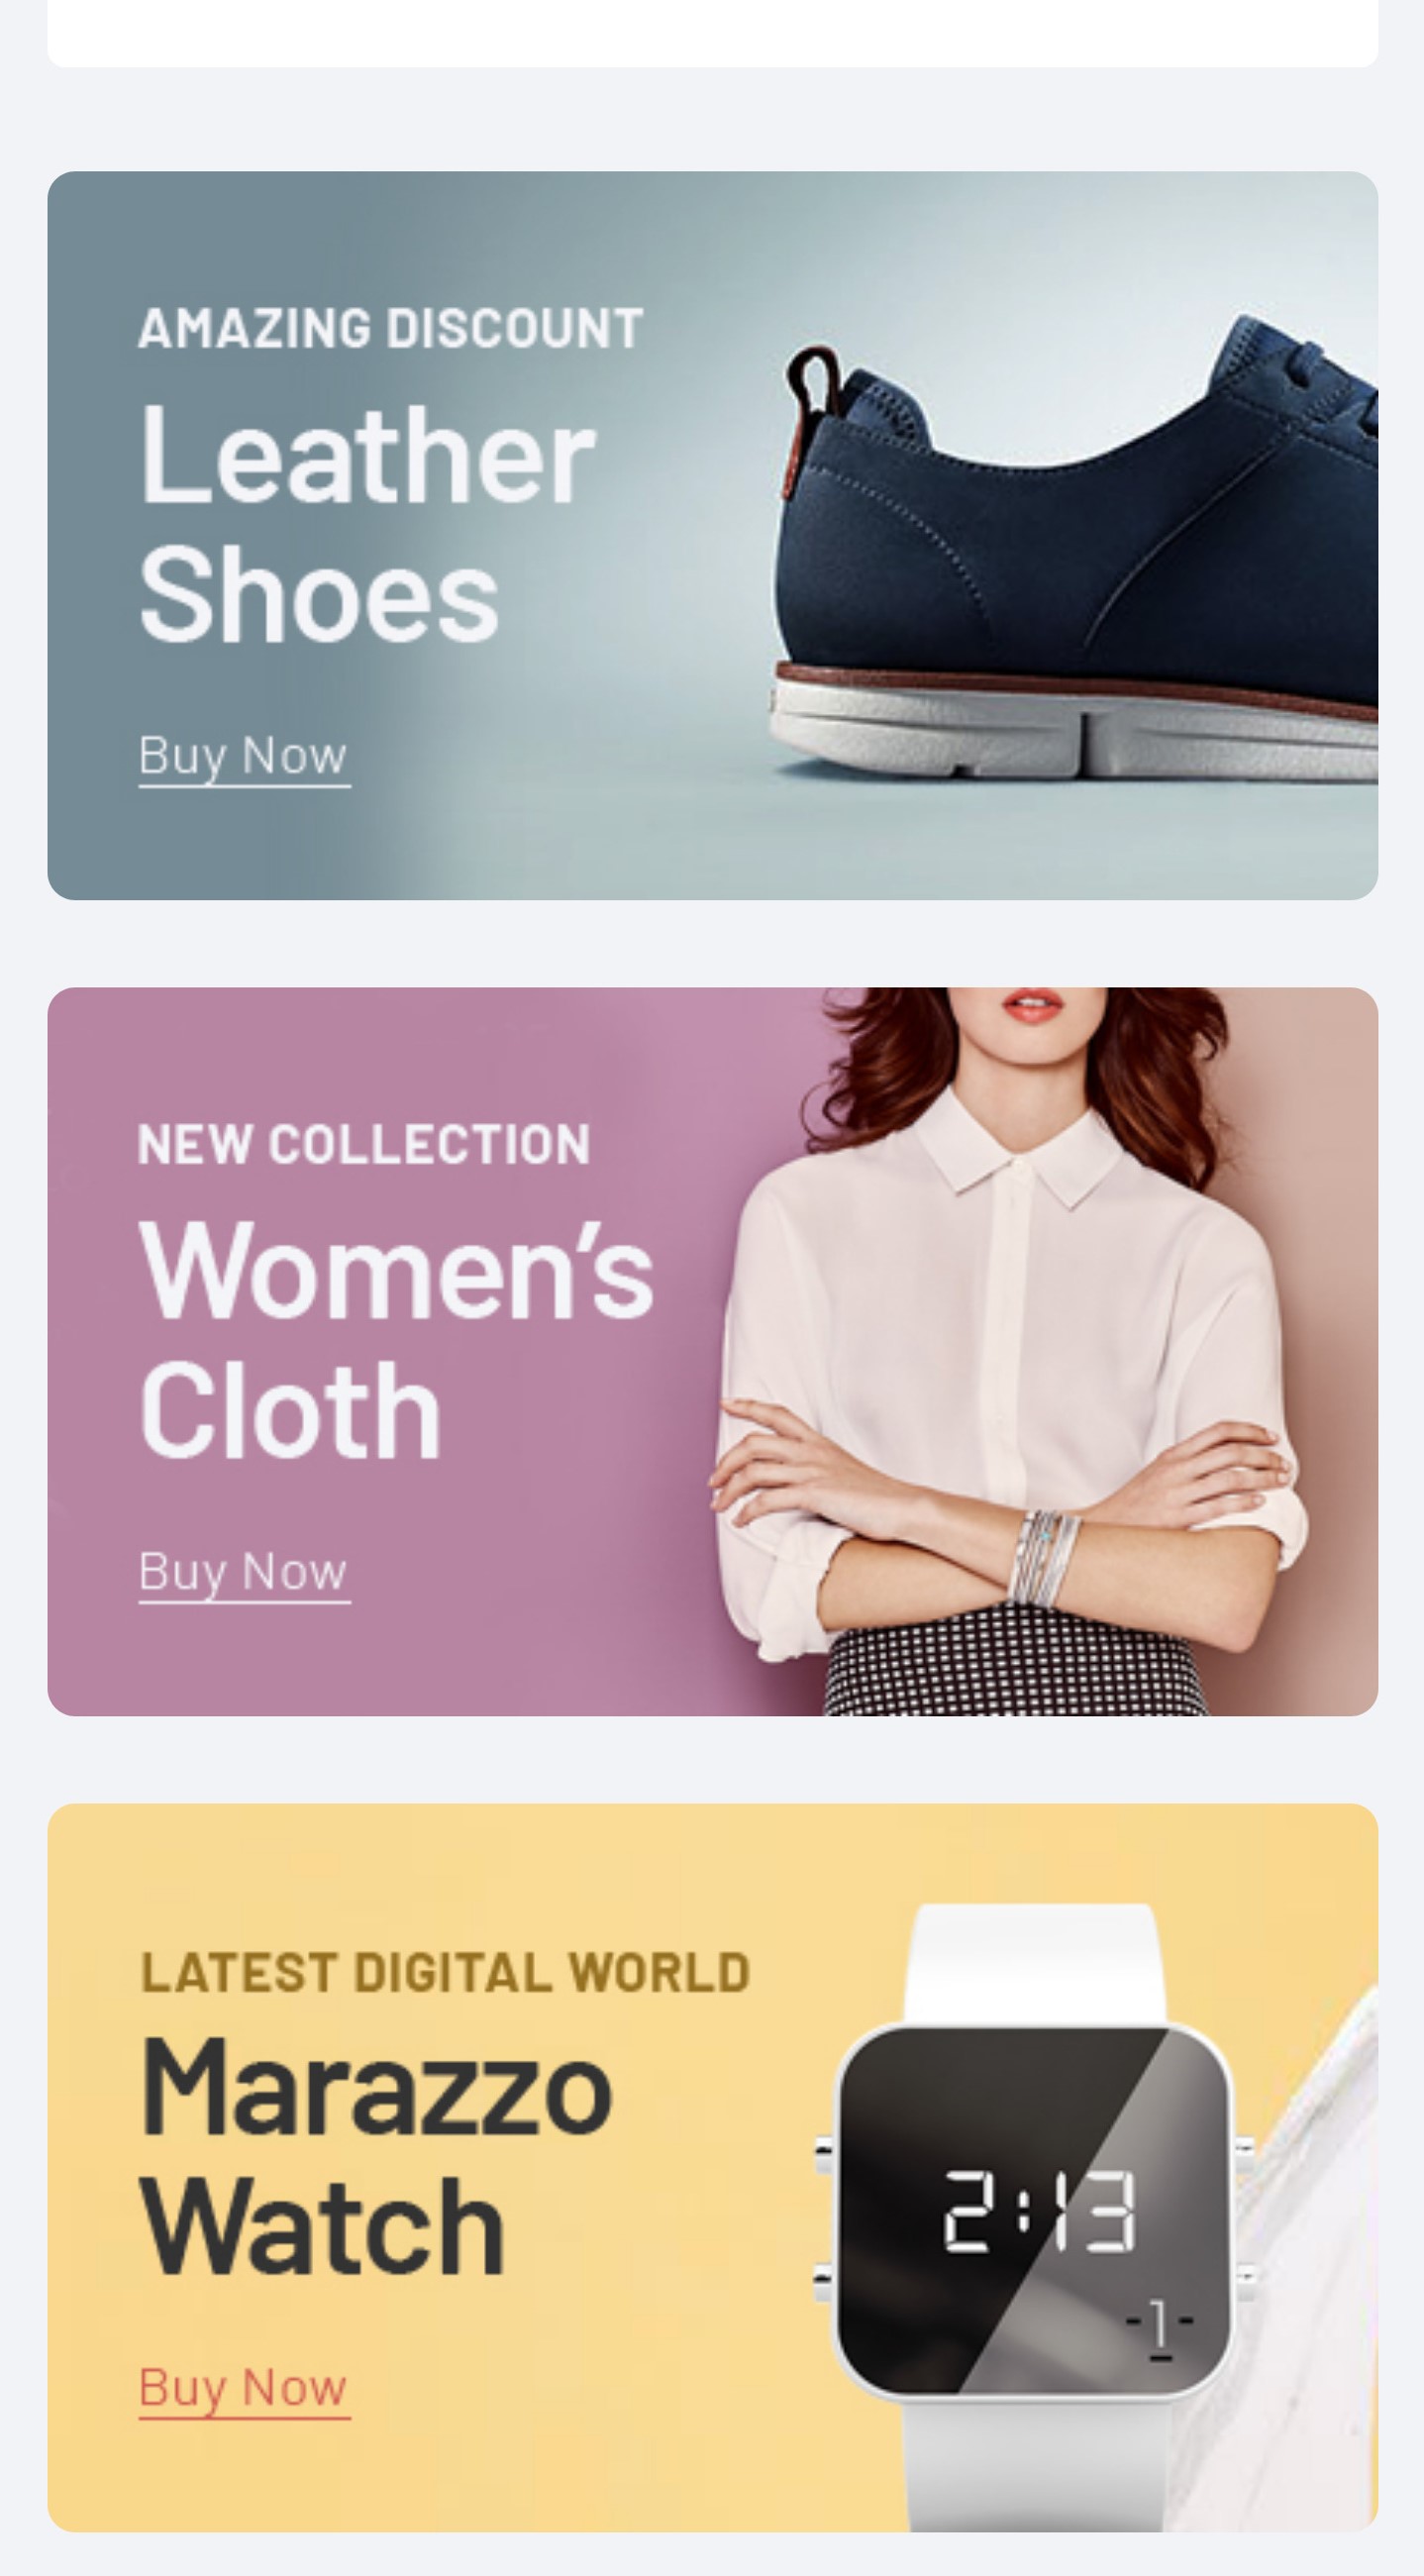 AMAZING DISCOUNT
Leather
Shoes
Buy Now
NEW COLLECTION
Women’s
Cloth
Buy Now
LATEST DIGITAL WORLD
Marazzo
Watch
Buy Now
2:13
-1-